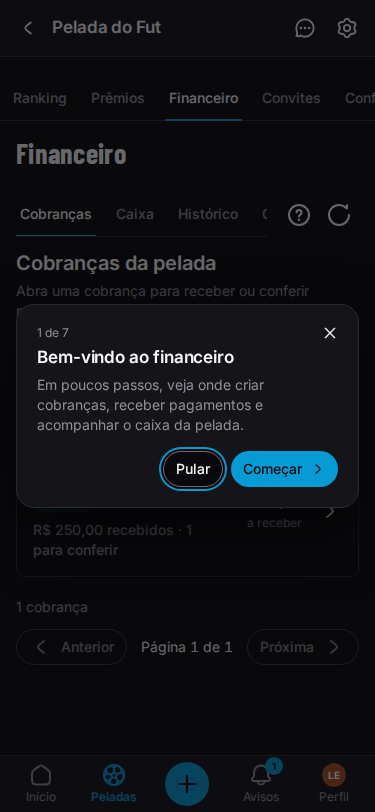 Pelada do Fut
Ranking Prêmios Financeiro Convites Conf
Financeiro
Cobranças Caixa Histórico
Cobranças da pelada
Abra uma cobrança para receber ou conferir
1 de 7
Bem-vindo ao financeiro
Em poucos passos, veja onde criar
cobranças, receber pagamentos e
acompanhar o caixa da pelada.
Pular Começar
R$ 250,00 recebidos · 1
para conferir
a receber
1 cobrança
Anterior Página 1 de 1 Próxima
1
LE
Início Peladas Avisos Perfil